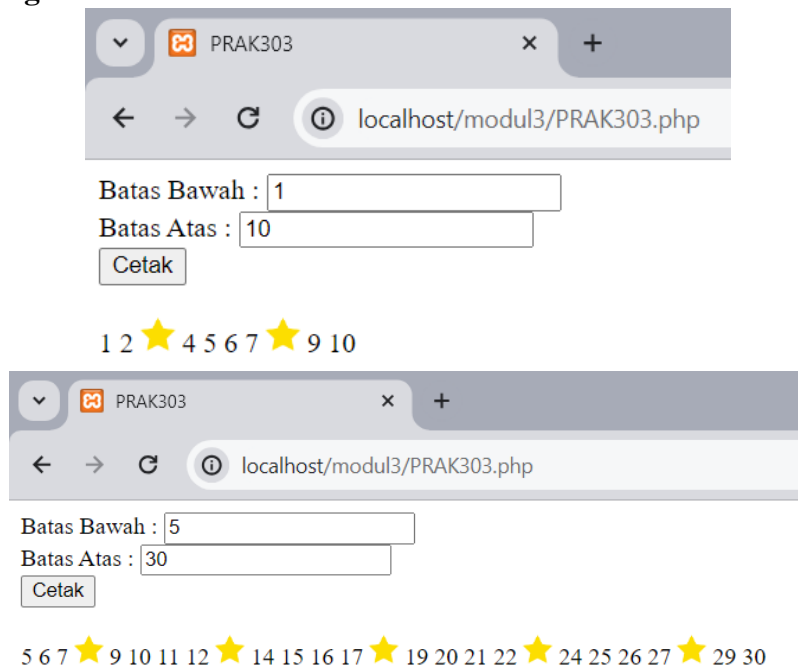 PRAK303
localhost/modul3/PRAK303.php
Batas Bawah : 1
Batas Atas : 10
Cetak
1 2 ⭐ 4 5 6 7 ⭐ 9 10
PRAK303
localhost/modul3/PRAK303.php
Batas Bawah : 5
Batas Atas : 30
Cetak
5 6 7 ⭐ 9 10 11 12 ⭐ 14 15 16 17 ⭐ 19 20 21 22 ⭐ 24 25 26 27 ⭐ 29 30